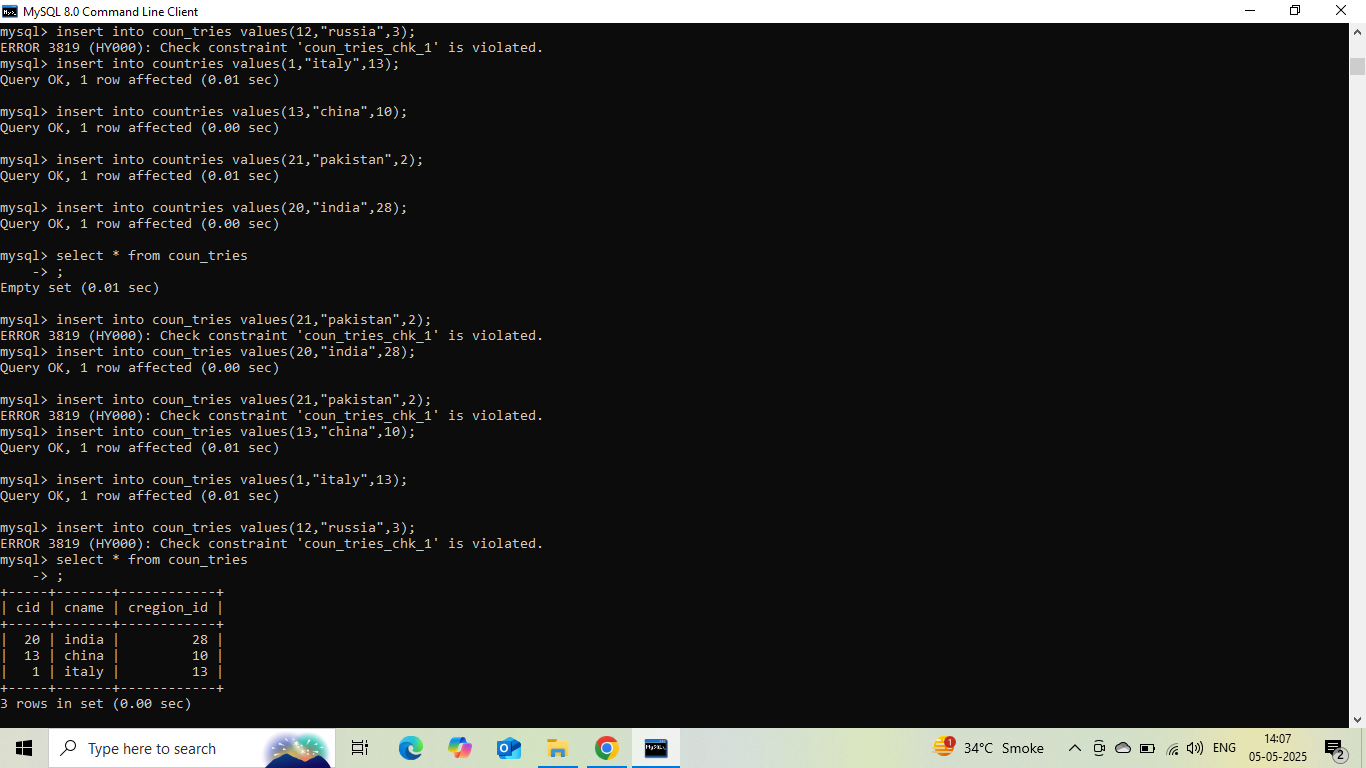 MySQL 8.0 Command Line Client
mysql> insert into coun_tries values(12,"russia",3);
ERROR 3819 (HY000): Check constraint 'coun_tries_chk_1' is violated.
mysql> insert into countries values(1,"italy",13);
Query OK, 1 row affected (0.01 sec)
mysql> insert into countries values(13,"china",10);
Query OK, 1 row affected (0.00 sec)
mysql> insert into countries values(21,"pakistan",2);
Query OK, 1 row affected (0.01 sec)
mysql> insert into countries values(20,"india",28);
Query OK, 1 row affected (0.00 sec)
mysql> select * from coun_tries
    -> ;
Empty set (0.01 sec)
mysql> insert into coun_tries values(21,"pakistan",2);
ERROR 3819 (HY000): Check constraint 'coun_tries_chk_1' is violated.
mysql> insert into coun_tries values(20,"india",28);
Query OK, 1 row affected (0.00 sec)
mysql> insert into coun_tries values(21,"pakistan",2);
ERROR 3819 (HY000): Check constraint 'coun_tries_chk_1' is violated.
mysql> insert into coun_tries values(13,"china",10);
Query OK, 1 row affected (0.01 sec)
mysql> insert into coun_tries values(1,"italy",13);
Query OK, 1 row affected (0.01 sec)
mysql> insert into coun_tries values(12,"russia",3);
ERROR 3819 (HY000): Check constraint 'coun_tries_chk_1' is violated.
mysql> select * from coun_tries
    -> ;
+-----+-------+------------+
| cid | cname | cregion_id |
+-----+-------+------------+
|  20 | india |         28 |
|  13 | china |         10 |
|   1 | italy |         13 |
+-----+-------+------------+
3 rows in set (0.00 sec)
Type here to search
MySQL
1
34°C Smoke
ENG
14:07
05-05-2025
2